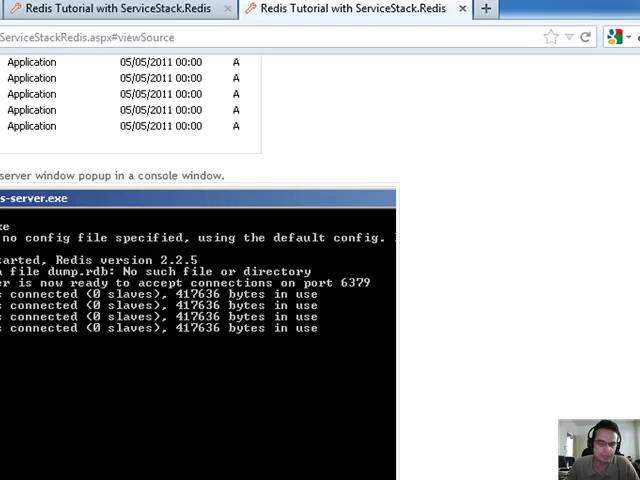 Redis Tutorial with ServiceStack.Redis
Redis Tutorial with ServiceStack.Redis
ServiceStackRedis.aspx#viewSource
Application 05/05/2011 00:00 A
Application 05/05/2011 00:00 A
Application 05/05/2011 00:00 A
Application 05/05/2011 00:00 A
Application 05/05/2011 00:00 A
server window popup in a console window.
s-server.exe
xe
no config file specified, using the default config.
tarted, Redis version 2.2.5
file dump.rdb: No such file or directory
er is now ready to accept connections on port 6379
connected (0 slaves), 417636 bytes in use
connected (0 slaves), 417636 bytes in use
connected (0 slaves), 417636 bytes in use
connected (0 slaves), 417636 bytes in use